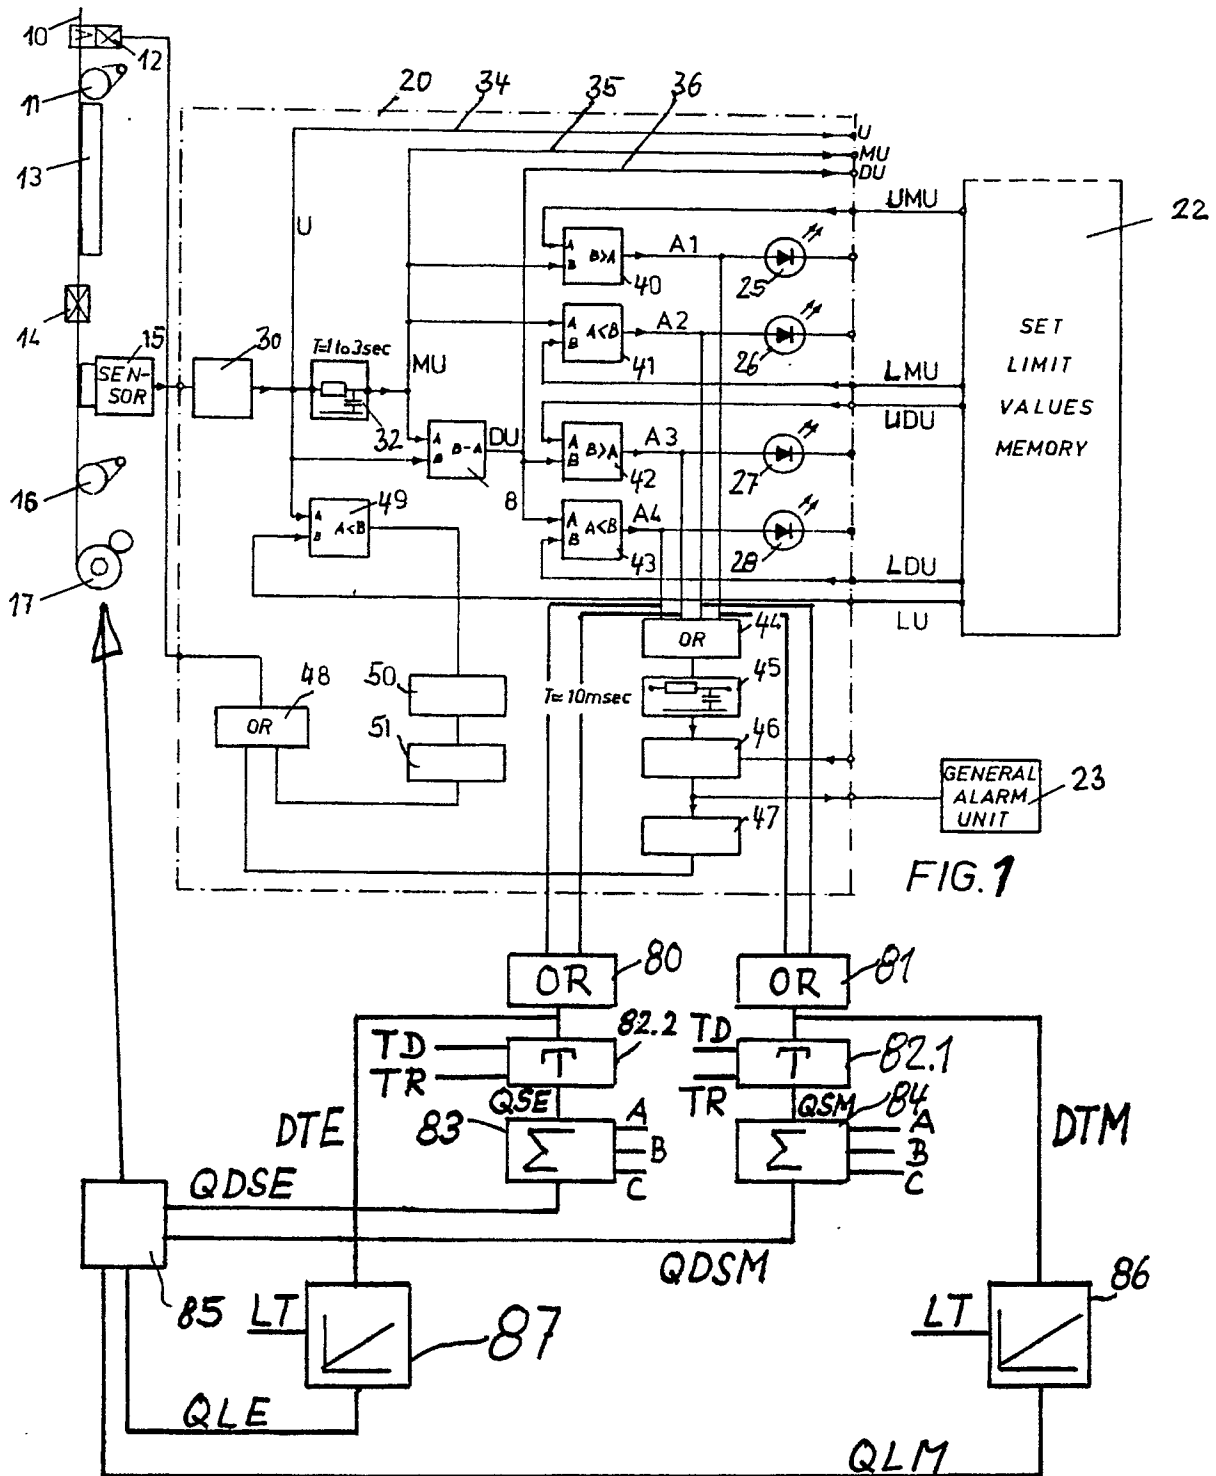 10
12
11
13
14
15
SEN-
SOR
16
17
20
34
35
36
U
MU
DU
30
U
T=1to3sec
32
MU
A
B
B-A
DU
8
A
B
A<B
49
A
B
B>A
A1
40
25
A
B
A<B
A2
41
26
A
B
B>A
A3
42
27
A
B
A<B
A4
43
28
UMU
LMU
UDU
LDU
LU
22
SET
LIMIT
VALUES
MEMORY
OR
44
T≈10msec
45
46
47
50
51
48
OR
GENERAL
ALARM
UNIT
23
FIG.1
OR
80
OR
81
TD
TR
T
82.2
TD
TR
T
82.1
QSE
83
Σ
A
B
C
QSM
84
Σ
A
B
C
DTE
DTM
QDSE
QDSM
85
LT
87
LT
86
QLE
QLM